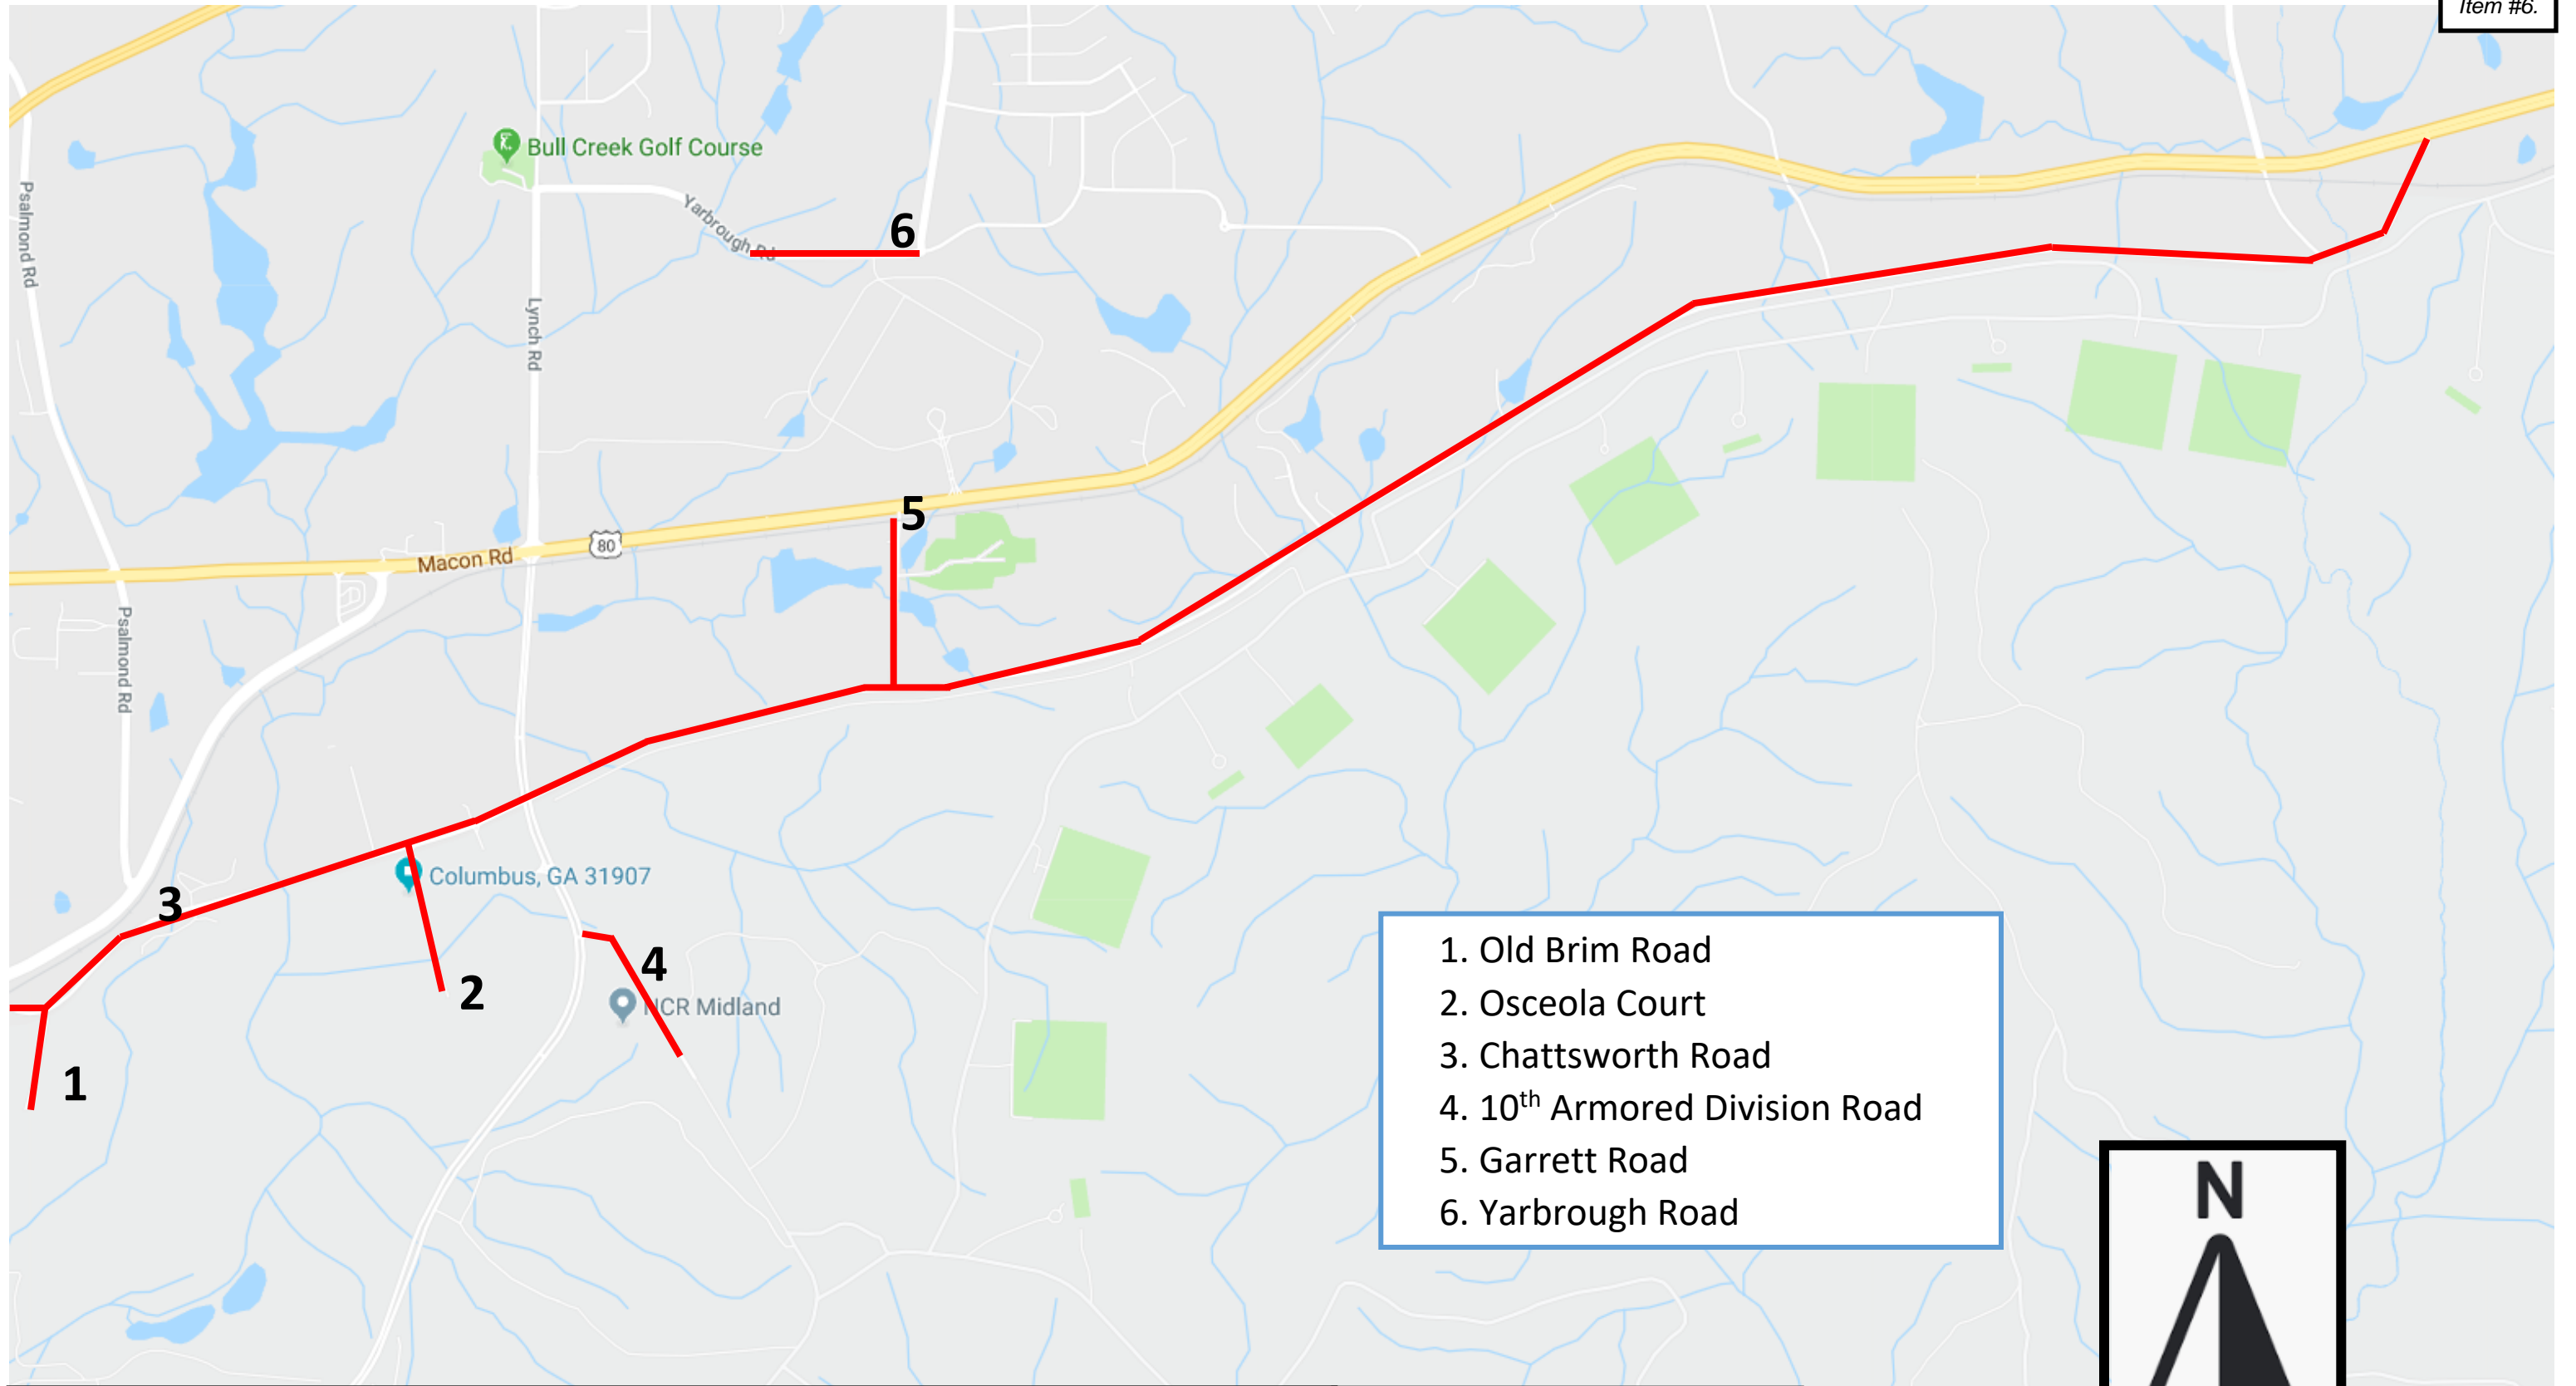 Item #6.
Bull Creek Golf Course
Psalmond Rd
Yarbrough Rd
6
Lynch Rd
5
80
Macon Rd
Psalmond Rd
Columbus, GA 31907
3
4
2
NCR Midland
1
1. Old Brim Road
2. Osceola Court
3. Chattsworth Road
4. 10th Armored Division Road
5. Garrett Road
6. Yarbrough Road
N